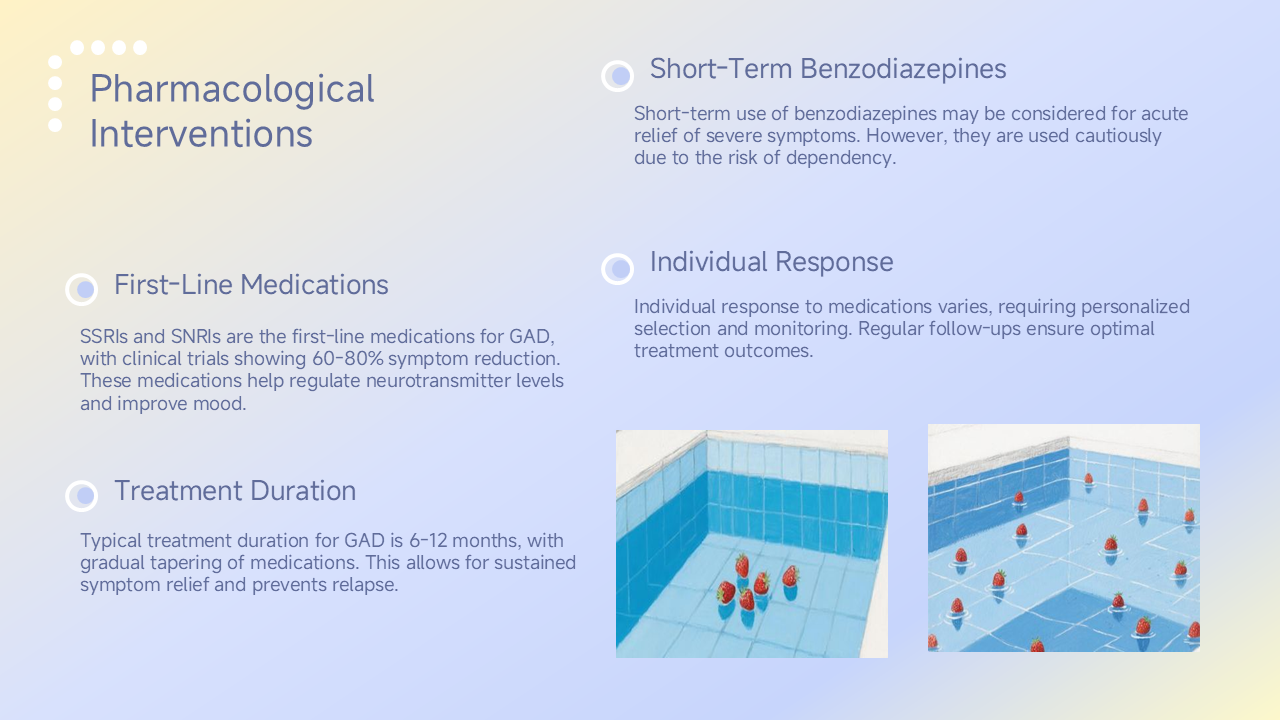 Pharmacological
Interventions
First-Line Medications
SSRIs and SNRIs are the first-line medications for GAD,
with clinical trials showing 60-80% symptom reduction.
These medications help regulate neurotransmitter levels
and improve mood.
Treatment Duration
Typical treatment duration for GAD is 6-12 months, with
gradual tapering of medications. This allows for sustained
symptom relief and prevents relapse.
Short-Term Benzodiazepines
Short-term use of benzodiazepines may be considered for acute
relief of severe symptoms. However, they are used cautiously
due to the risk of dependency.
Individual Response
Individual response to medications varies, requiring personalized
selection and monitoring. Regular follow-ups ensure optimal
treatment outcomes.